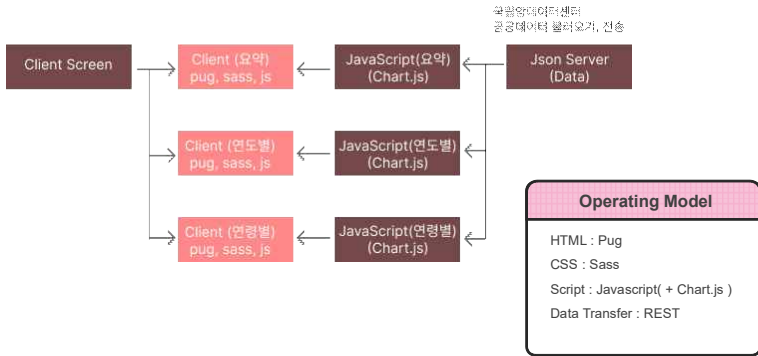 국립암데이터센터
공공데이터 불러오기, 전송
Client Screen
Client (요약)
pug, sass, js
JavaScript(요약)
(Chart.js)
Json Server
(Data)
Client (연도별)
pug, sass, js
JavaScript(연도별)
(Chart.js)
Client (연령별)
pug, sass, js
JavaScript(연령별)
(Chart.js)
Operating Model
HTML : Pug
CSS : Sass
Script : Javascript( + Chart.js )
Data Transfer : REST